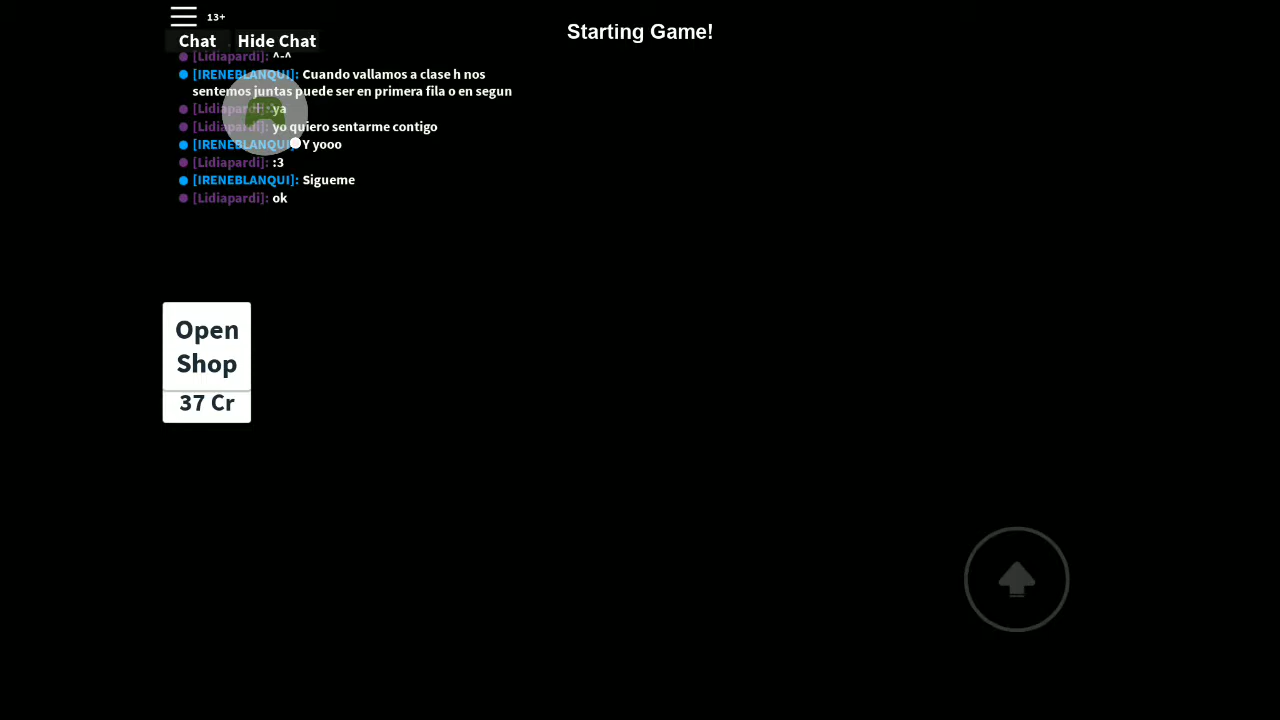 13+
Starting Game!
Chat Hide Chat
[Lidiapardi]: ^-^
[IRENEBLANQUI]: Cuando vallamos a clase h nos
sentemos juntas puede ser en primera fila o en segun
[Lidiapardi]: ya
[Lidiapardi]: yo quiero sentarme contigo
[IRENEBLANQUI]: Y yooo
[Lidiapardi]: :3
[IRENEBLANQUI]: Sigueme
[Lidiapardi]: ok
Open
Shop
37 Cr